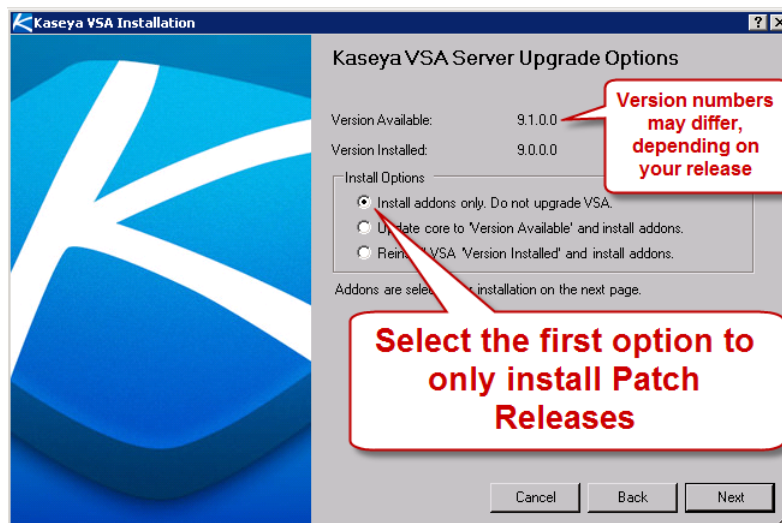 Kaseya VSA Installation
Kaseya VSA Server Upgrade Options
Version Available: 9.1.0.0
Version Installed: 9.0.0.0
Version numbers
may differ,
depending on
your release
Install Options
Install addons only. Do not upgrade VSA.
Update core to 'Version Available' and install addons.
VSA 'Version Installed' and install addons.
Addons are installation on the next page.
Select the first option to
only install Patch
Releases
Cancel
Back
Next